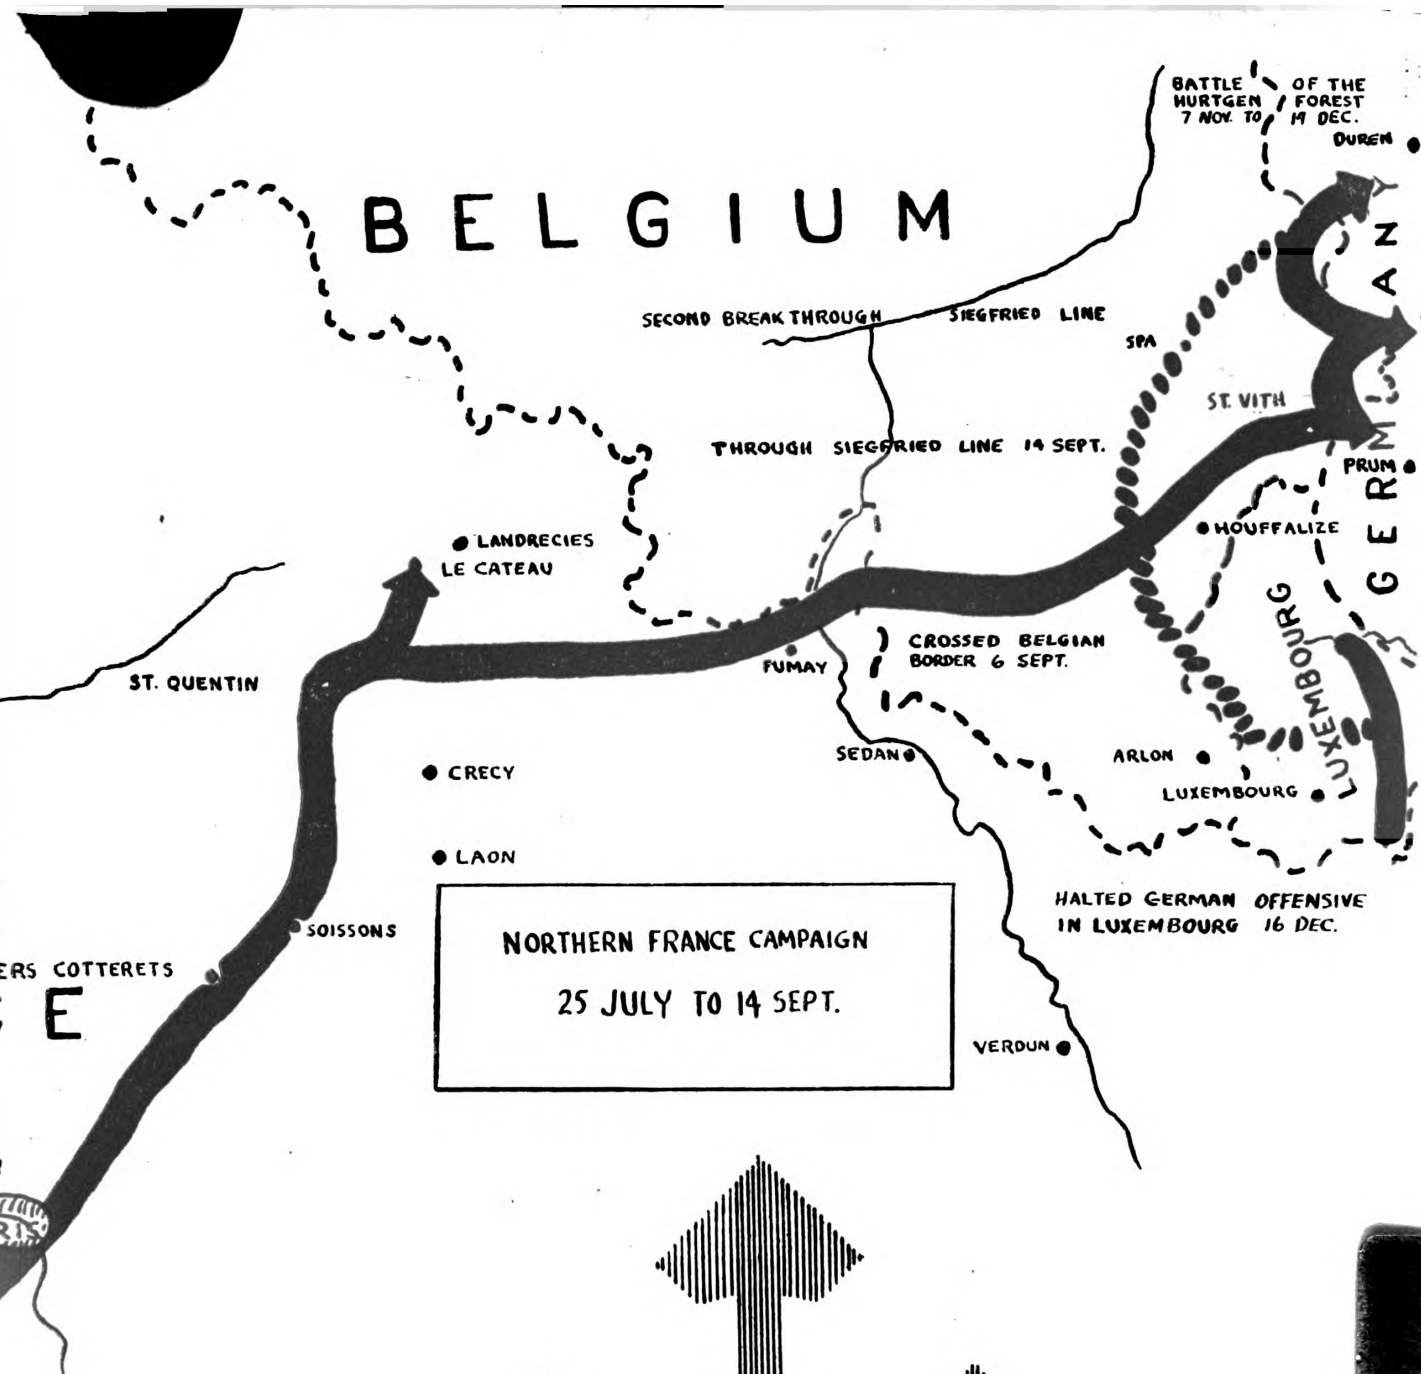 BATTLE OF THE
HURTGEN FOREST
7 NOV. TO 19 DEC.
DUREN
BELGIUM
SECOND BREAK THROUGH SIEGFRIED LINE
SPA
ST. VITH
THROUGH SIEGFRIED LINE 14 SEPT.
PRUM
GERMANY
HOUFFALIZE
LANDRECIES
LE CATEAU
LUXEMBOURG
CROSSED BELGIAN
BORDER 6 SEPT.
FUMAY
ST. QUENTIN
SEDAN
ARLON
LUXEMBOURG
CRECY
LAON
HALTED GERMAN OFFENSIVE
IN LUXEMBOURG 16 DEC.
SOISSONS
NORTHERN FRANCE CAMPAIGN
25 JULY TO 14 SEPT.
ERS COTTERETS
E
VERDUN
RIS